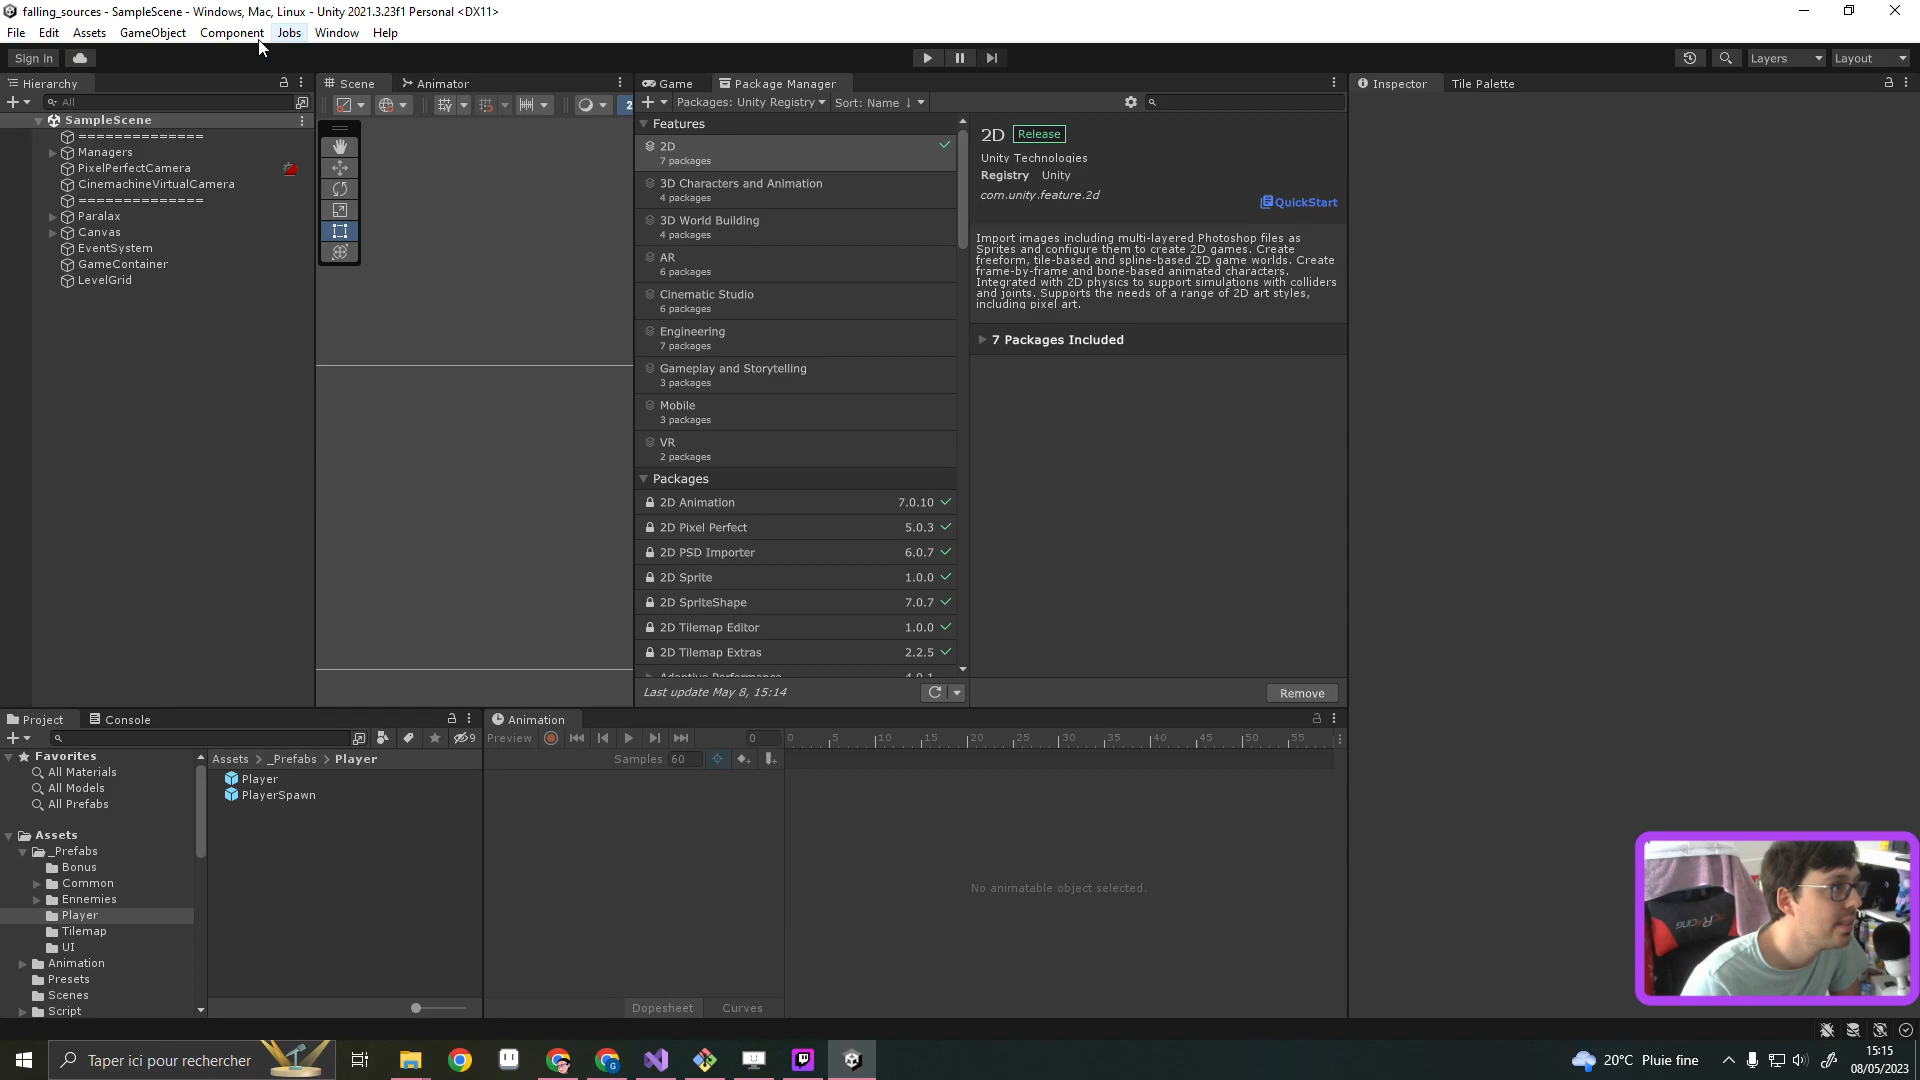 falling_sources - SampleScene - Windows, Mac, Linux - Unity 2021.3.23f1 Personal <DX11>
File Edit Assets GameObject Component Jobs Window Help
Sign in
Layers
Layout
Hierarchy
All
SampleScene
==============
Managers
PixelPerfectCamera
CinemachineVirtualCamera
==============
Paralax
Canvas
EventSystem
GameContainer
LevelGrid
Scene
Animator
2
Game
Package Manager
Packages: Unity Registry
Sort: Name ↓
Features
2D
7 packages
3D Characters and Animation
4 packages
3D World Building
4 packages
AR
6 packages
Cinematic Studio
6 packages
Engineering
7 packages
Gameplay and Storytelling
3 packages
Mobile
3 packages
VR
2 packages
Packages
2D Animation 7.0.10
2D Pixel Perfect 5.0.3
2D PSD Importer 6.0.7
2D Sprite 1.0.0
2D SpriteShape 7.0.7
2D Tilemap Editor 1.0.0
2D Tilemap Extras 2.2.5
Adaptive Performance 4.0.1
Last update May 8, 15:14
2D Release
Unity Technologies
Registry Unity
com.unity.feature.2d
QuickStart
Import images including multi-layered Photoshop files as
Sprites and configure them to create 2D games. Create
freeform, tile-based and spline-based 2D game worlds. Create
frame-by-frame and bone-based animated characters.
Integrated with 2D physics to support simulations with colliders
and joints. Supports the needs of a range of 2D art styles,
including pixel art.
7 Packages Included
Remove
Inspector
Tile Palette
Project
Console
9
Favorites
All Materials
All Models
All Prefabs
Assets
_Prefabs
Bonus
Common
Ennemies
Player
Tilemap
UI
Animation
Presets
Scenes
Script
Assets > _Prefabs > Player
Player
PlayerSpawn
Animation
Preview
0
0 5 10 15 20 25 30 35 40 45 50 55
Samples 60
No animatable object selected.
Dopesheet
Curves
Taper ici pour rechercher
20°C Pluie fine
15:15
08/05/2023